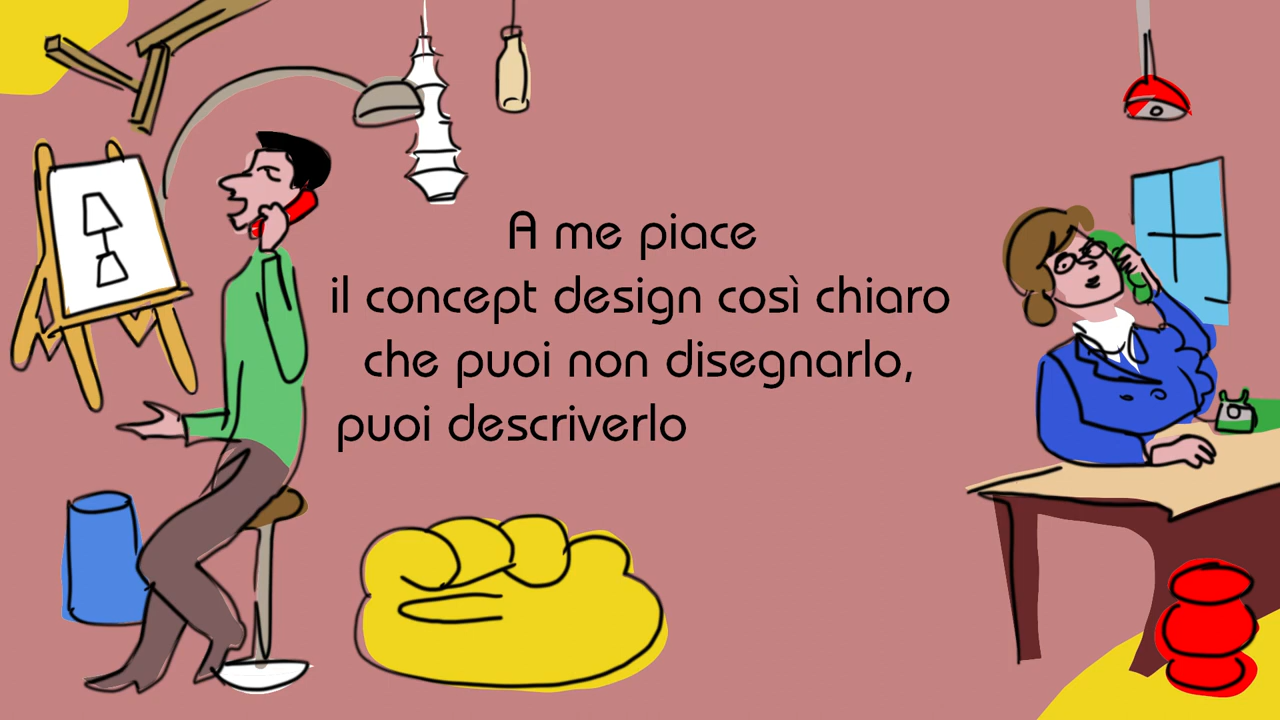 A me piace
il concept design così chiaro
che puoi non disegnarlo,
puoi descriverlo